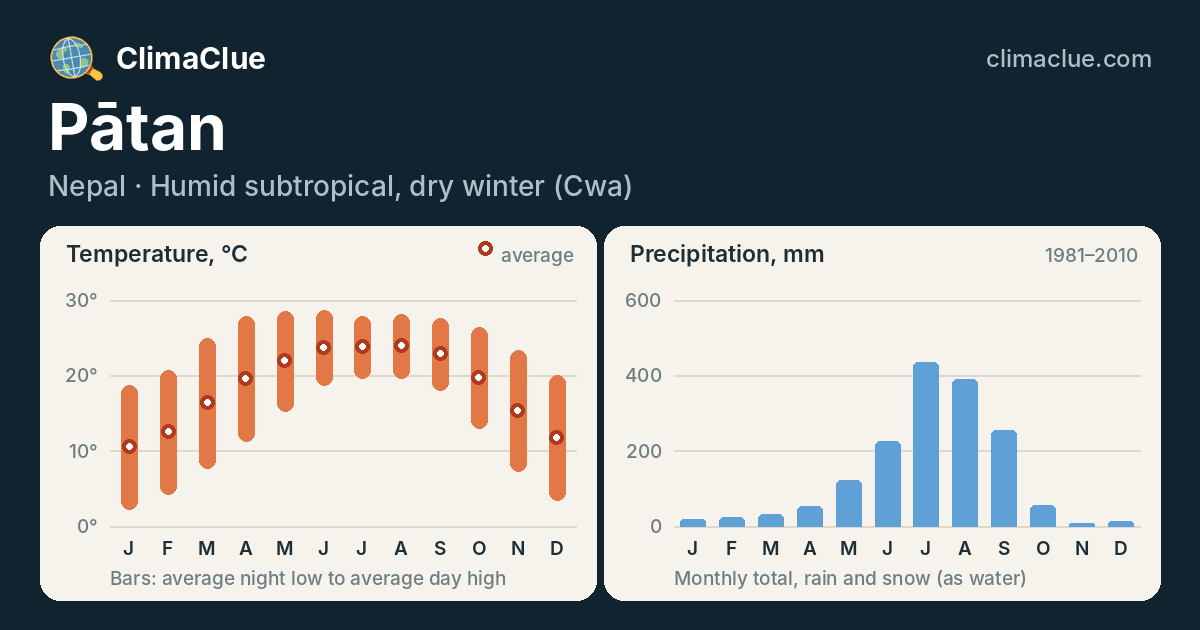 ClimaClue
climaclue.com
Pātan
Nepal · Humid subtropical, dry winter (Cwa)
Temperature, °C
average
30°
20°
10°
0°
J F M A M J J A S O N D
Bars: average night low to average day high
Precipitation, mm
1981–2010
600
400
200
0
J F M A M J J A S O N D
Monthly total, rain and snow (as water)